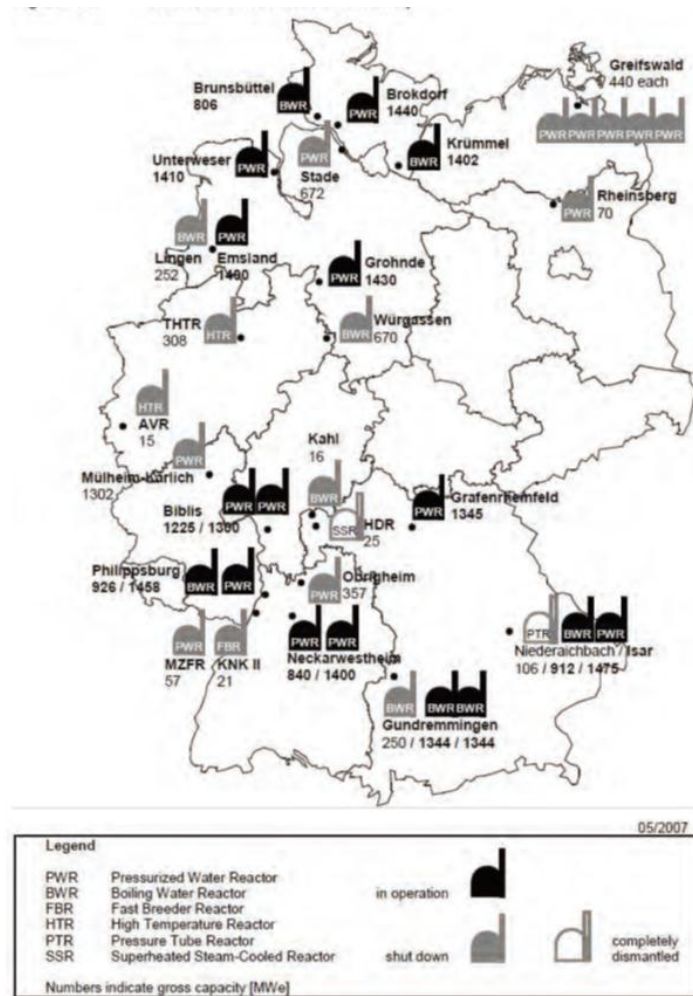 Greifswald
440 each
PWR PWR PWR PWR PWR
Brunsbüttel
806
BWR
PWR
Brokdorf
1440
Unterweser
1410
PWR
PWR
Stade
672
BWR
Krümmel
1402
PWR
Rheinsberg
70
BWR PWR
Lingen
252
Emsland
1400
PWR
Grohnde
1430
THTR
308
HTR
BWR
Würgassen
670
HTR
AVR
15
PWR
Mülheim-Kärlich
1302
Kahl
16
BWR
Biblis
1225 / 1300
PWR PWR
SSR
HDR
25
PWR
Grafenrheinfeld
1345
Philippsburg
926 / 1458
BWR PWR
PWR
Obrigheim
357
PWR FBR
MZFR
57
KNK II
21
PWR PWR
Neckarwestheim
840 / 1400
PTR BWR PWR
Niederaichbach / Isar
106 / 912 / 1475
BWR BWR BWR
Gundremmingen
250 / 1344 / 1344
05/2007
Legend
PWR Pressurized Water Reactor
BWR Boiling Water Reactor
FBR Fast Breeder Reactor
HTR High Temperature Reactor
PTR Pressure Tube Reactor
SSR Superheated Steam-Cooled Reactor
in operation
shut down
completely
dismantled
Numbers indicate gross capacity [MWe]